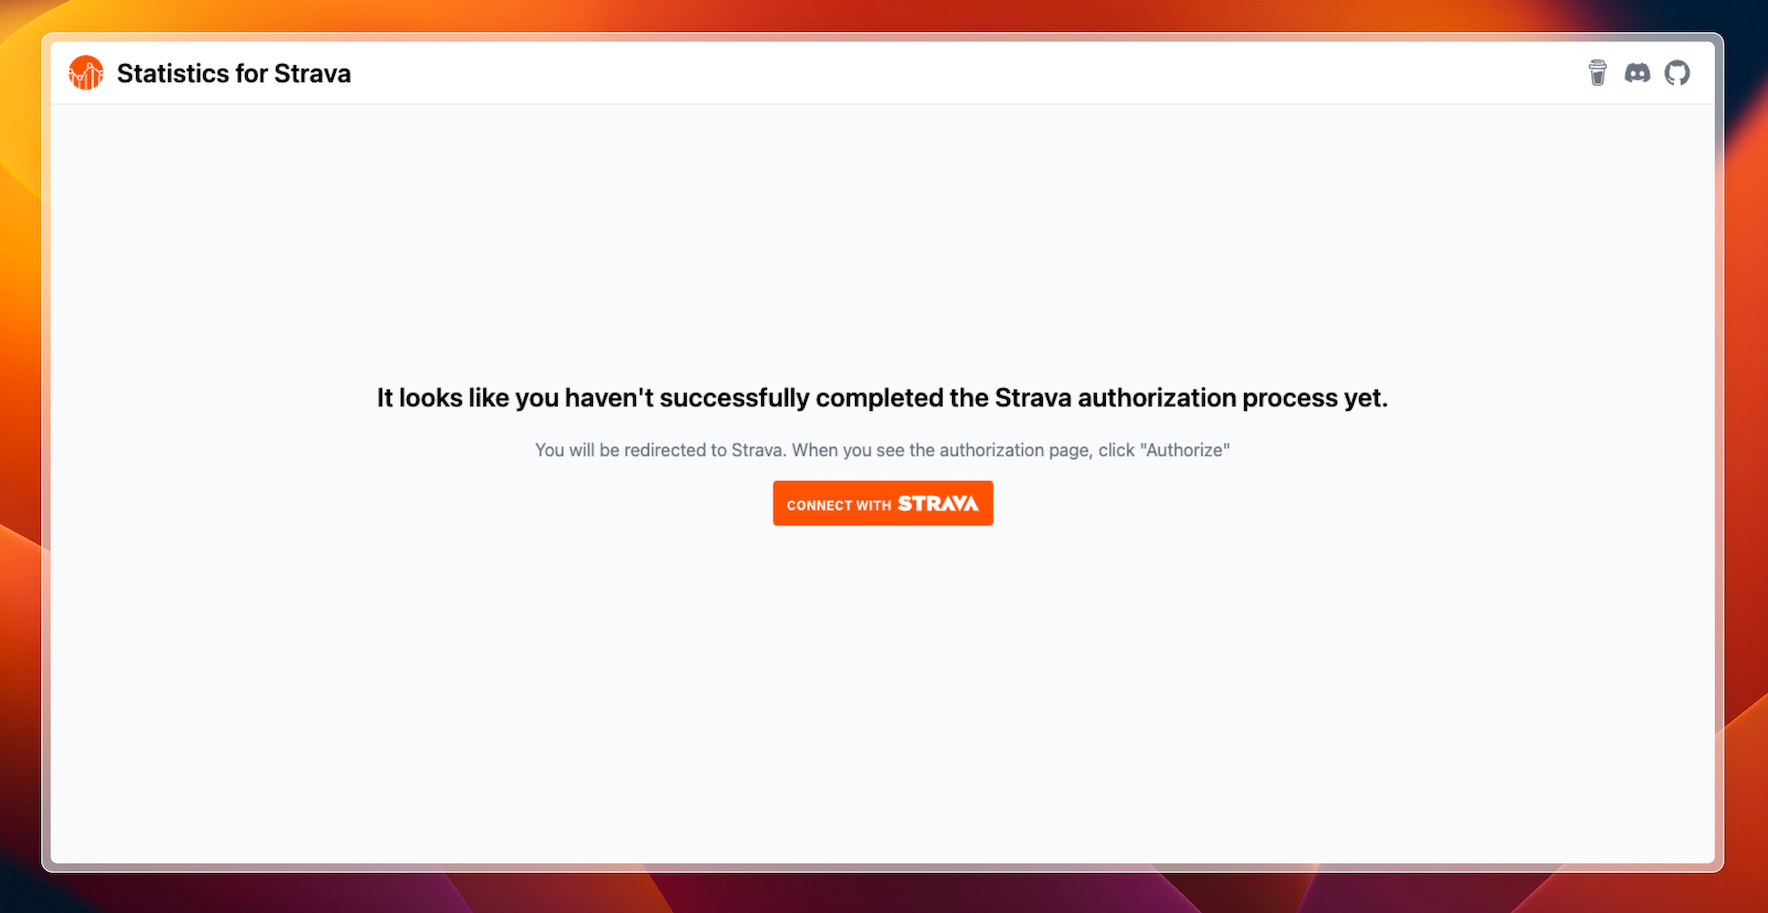 Statistics for Strava
It looks like you haven't successfully completed the Strava authorization process yet.
You will be redirected to Strava. When you see the authorization page, click "Authorize"
CONNECT WITH STRAVA